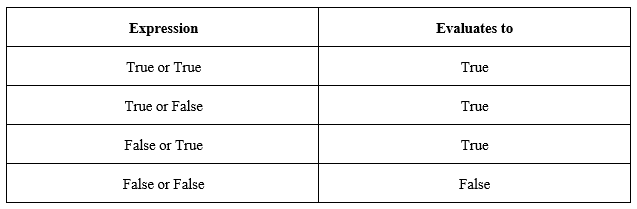 Expression Evaluates to
True or True True
True or False True
False or True True
False or False False